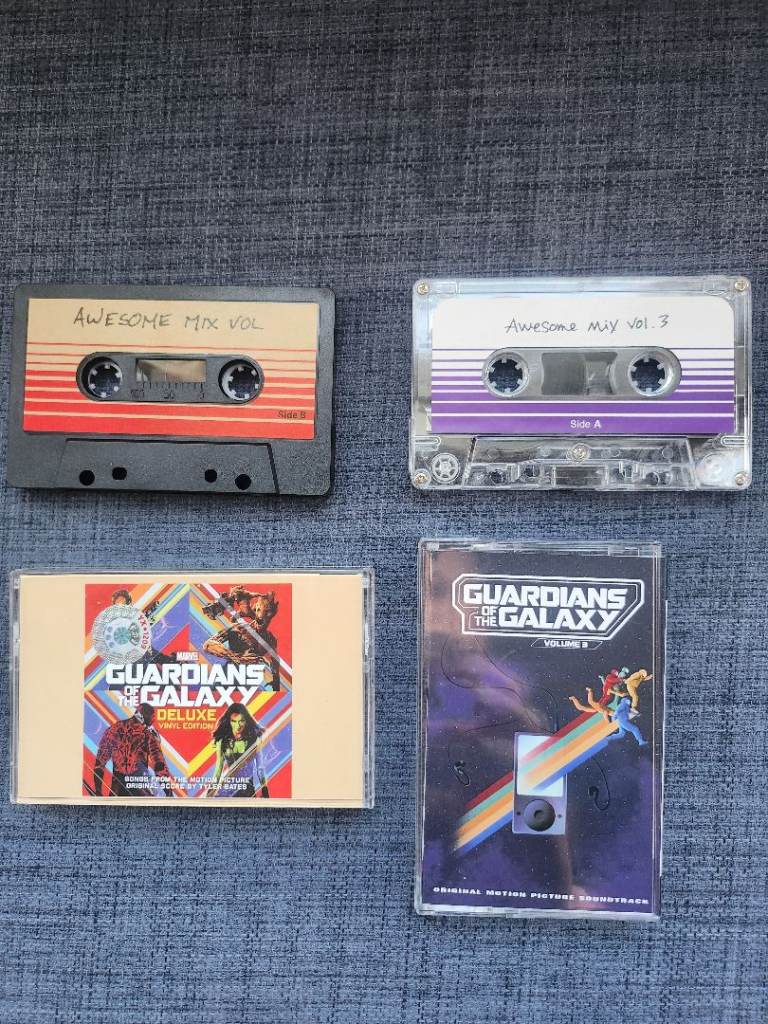 AWESOME MIX VOL
Side B
Awesome Mix Vol. 3
Side A
MARVEL
GUARDIANS
OF THE GALAXY
DELUXE
VINYL EDITION
SONGS FROM THE MOTION PICTURE
ORIGINAL SCORE BY TYLER BATES
GUARDIANS
OF THE GALAXY
VOLUME 3
ORIGINAL MOTION PICTURE SOUNDTRACK